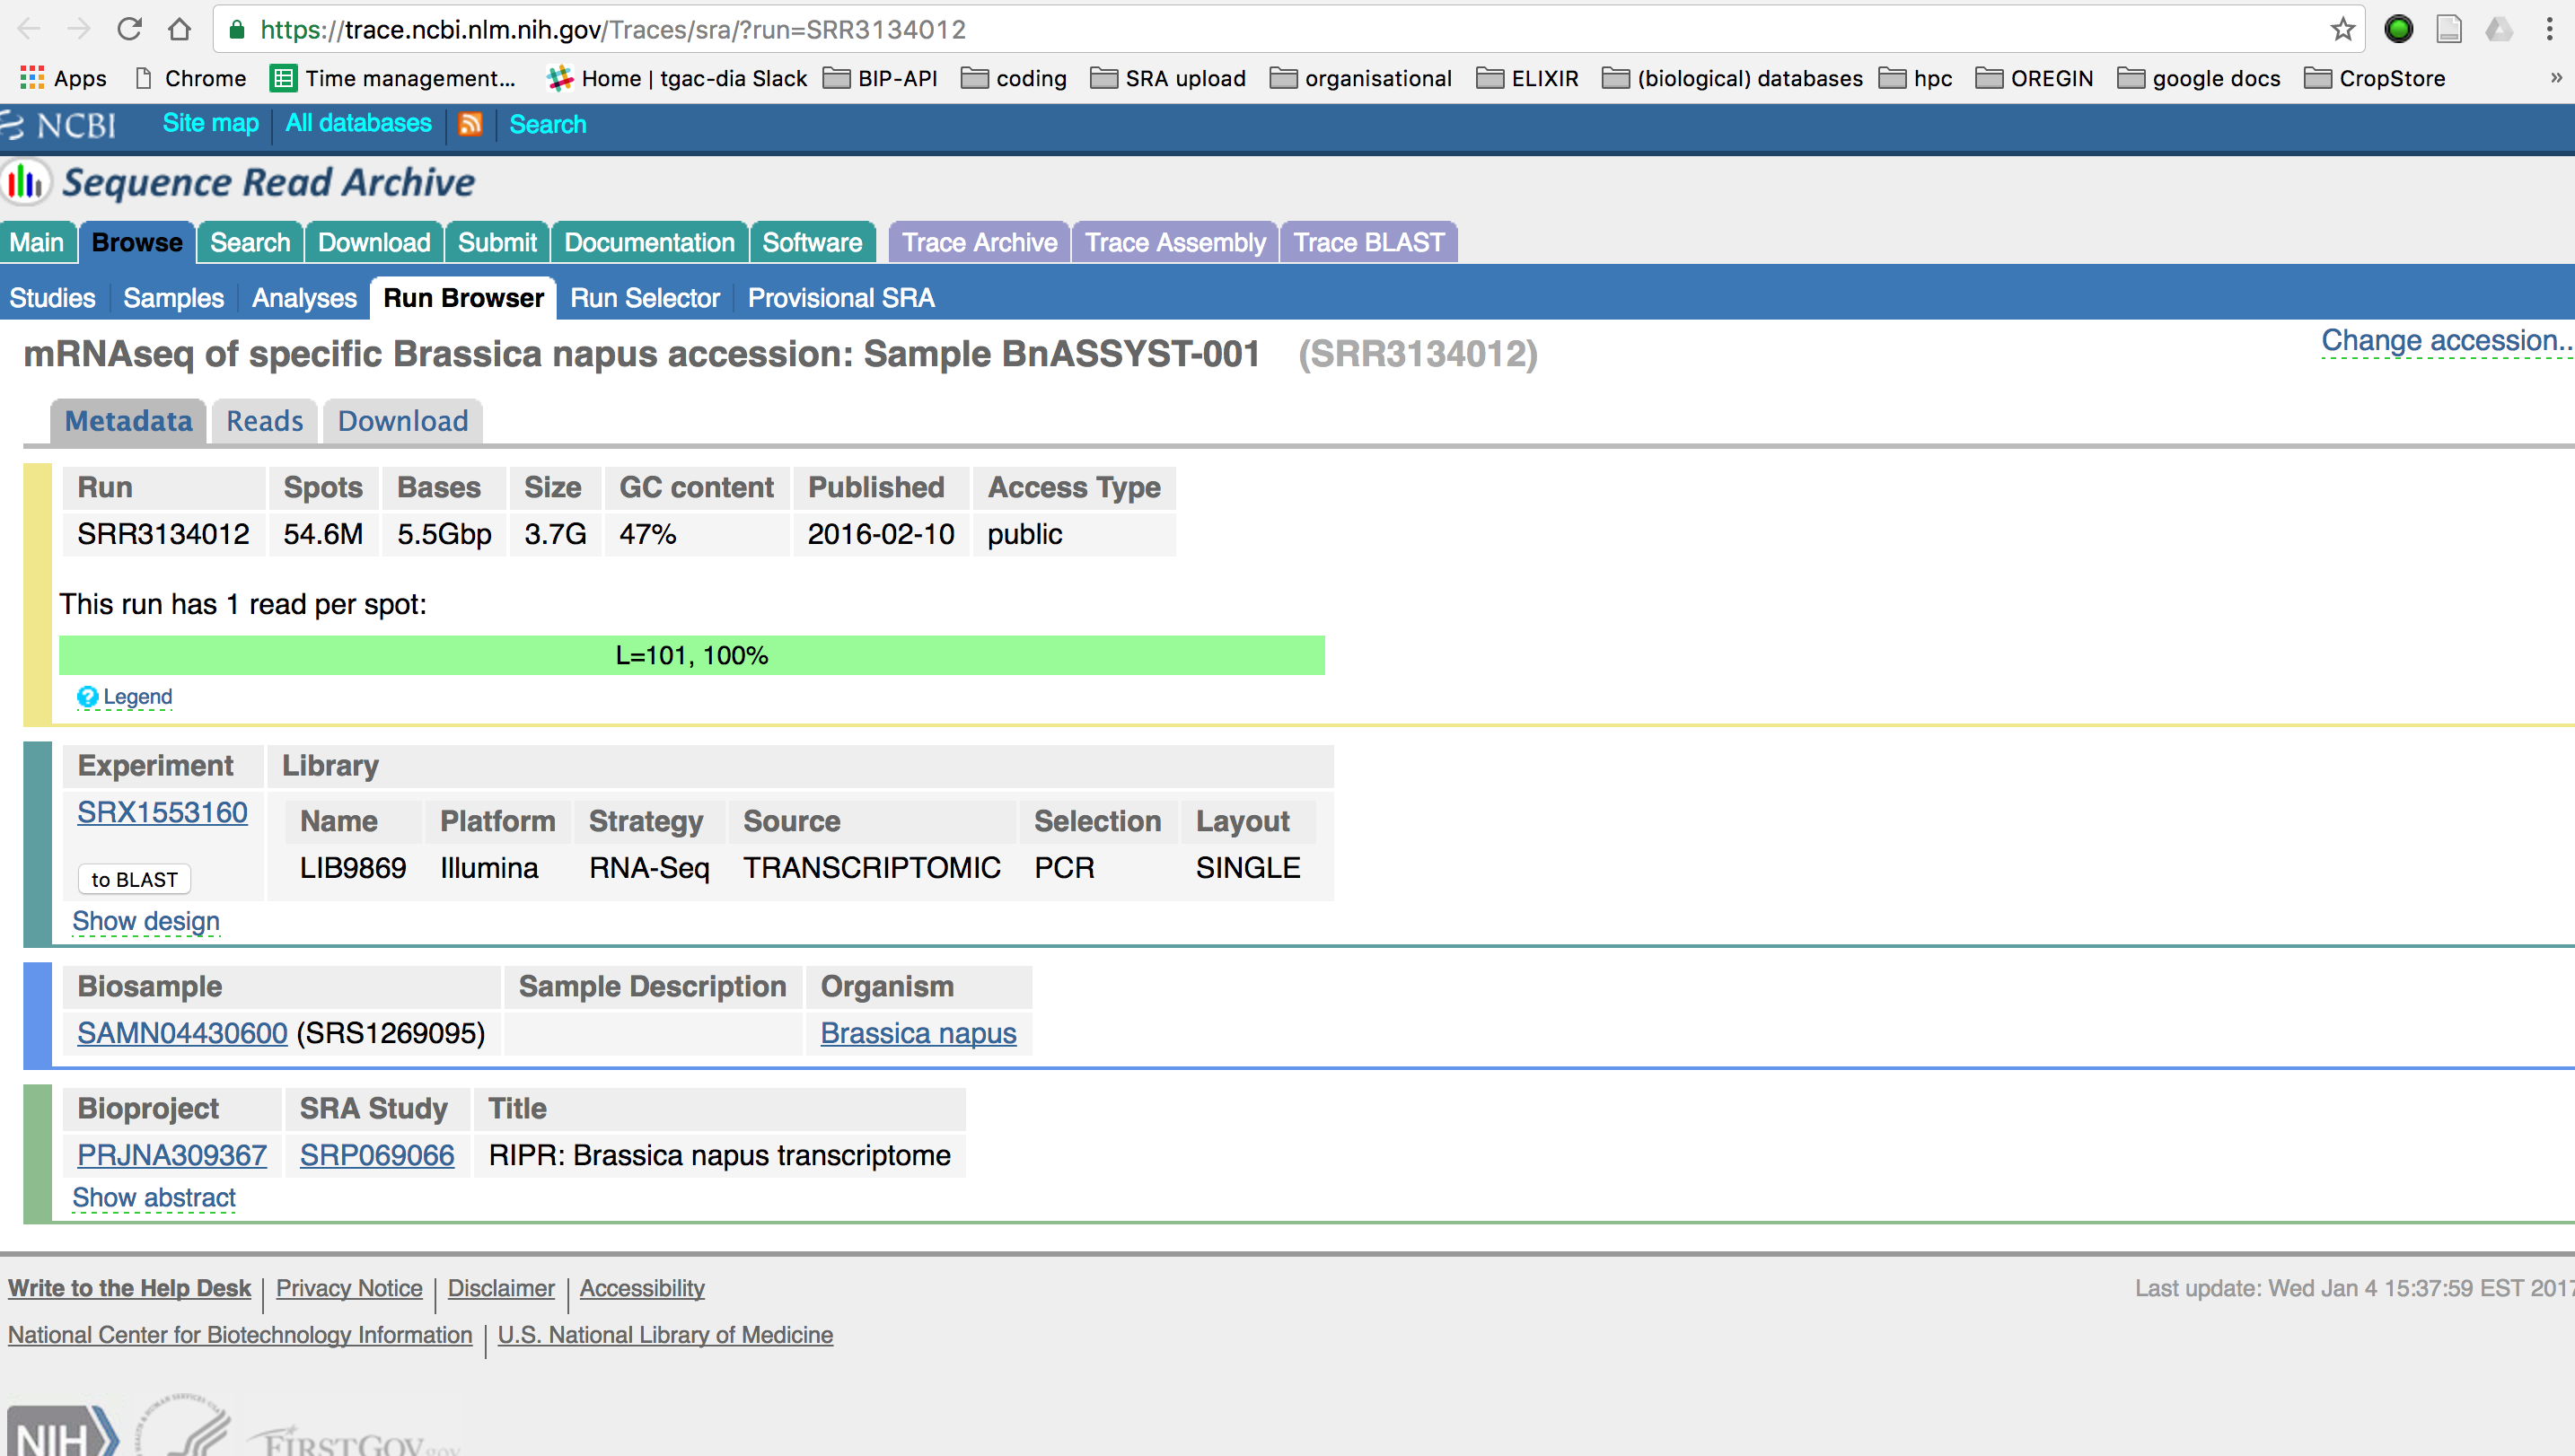 https://trace.ncbi.nlm.nih.gov/Traces/sra/?run=SRR3134012
Apps Chrome Time management... Home | tgac-dia Slack BIP-API coding SRA upload organisational ELIXIR (biological) databases hpc OREGIN google docs CropStore »
NCBI Site map All databases Search
Sequence Read Archive
Main Browse Search Download Submit Documentation Software Trace Archive Trace Assembly Trace BLAST
Studies Samples Analyses Run Browser Run Selector Provisional SRA
mRNAseq of specific Brassica napus accession: Sample BnASSYST-001 (SRR3134012) Change accession..
Metadata Reads Download
Run Spots Bases Size GC content Published Access Type
SRR3134012 54.6M 5.5Gbp 3.7G 47% 2016-02-10 public
This run has 1 read per spot:
L=101, 100%
? Legend
Experiment Library
SRX1553160
Name Platform Strategy Source Selection Layout
LIB9869 Illumina RNA-Seq TRANSCRIPTOMIC PCR SINGLE
to BLAST
Show design
Biosample Sample Description Organism
SAMN04430600 (SRS1269095) Brassica napus
Bioproject SRA Study Title
PRJNA309367 SRP069066 RIPR: Brassica napus transcriptome
Show abstract
Write to the Help Desk | Privacy Notice | Disclaimer | Accessibility Last update: Wed Jan 4 15:37:59 EST 2017
National Center for Biotechnology Information | U.S. National Library of Medicine
NIH FIRSTGOV.gov